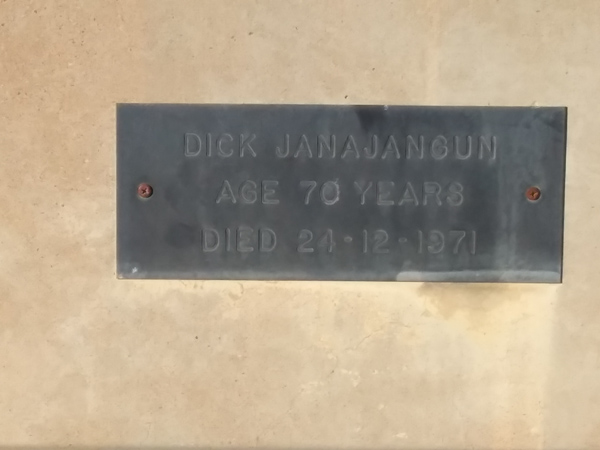 DICK JANAJANGUN
AGE 70 YEARS
DIED 24-12-1971